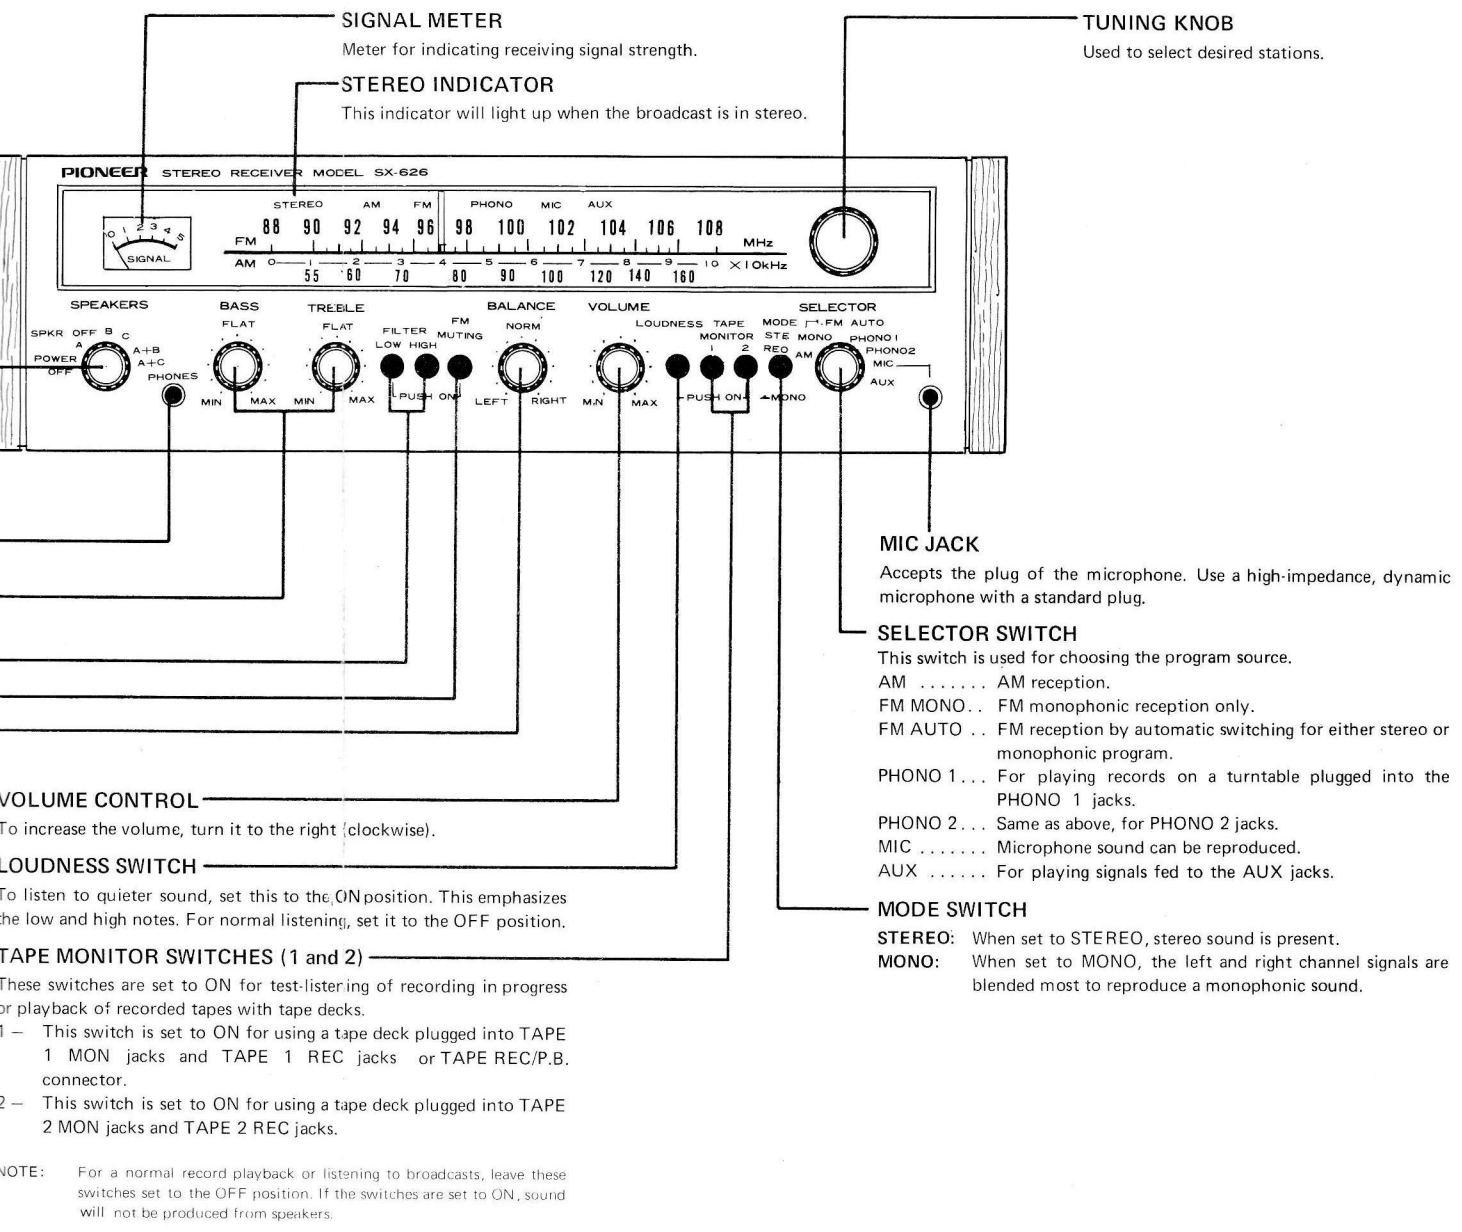 SIGNAL METER
Meter for indicating receiving signal strength.
STEREO INDICATOR
This indicator will light up when the broadcast is in stereo.
TUNING KNOB
Used to select desired stations.
PIONEER STEREO RECEIVER MODEL SX-626
STEREO AM FM PHONO MIC AUX
0 1 2 3 4 5
SIGNAL
FM 88 90 92 94 96 98 100 102 104 106 108 MHz
AM 0 1 2 3 4 5 6 7 8 9 10 X10kHz
55 60 70 80 90 100 120 140 160
SPEAKERS
SPKR OFF A B C
A+B
A+C
POWER OFF
PHONES
BASS
FLAT
MIN MAX
TREBLE
FLAT
MIN MAX
FILTER
LOW HIGH
FM
MUTING
PUSH ON
BALANCE
NORM
LEFT RIGHT
VOLUME
MIN MAX
LOUDNESS TAPE
MONITOR
1 2
PUSH ON
MODE
STE
REO
MONO
SELECTOR
FM AUTO
MONO
AM
PHONO 1
PHONO2
MIC
AUX
MIC JACK
Accepts the plug of the microphone. Use a high-impedance, dynamic
microphone with a standard plug.
SELECTOR SWITCH
This switch is used for choosing the program source.
AM ....... AM reception.
FM MONO.. FM monophonic reception only.
FM AUTO .. FM reception by automatic switching for either stereo or
monophonic program.
PHONO 1... For playing records on a turntable plugged into the
PHONO 1 jacks.
PHONO 2... Same as above, for PHONO 2 jacks.
MIC ....... Microphone sound can be reproduced.
AUX ...... For playing signals fed to the AUX jacks.
MODE SWITCH
STEREO: When set to STEREO, stereo sound is present.
MONO: When set to MONO, the left and right channel signals are
blended most to reproduce a monophonic sound.
VOLUME CONTROL
To increase the volume, turn it to the right (clockwise).
LOUDNESS SWITCH
To listen to quieter sound, set this to the ON position. This emphasizes
the low and high notes. For normal listening, set it to the OFF position.
TAPE MONITOR SWITCHES (1 and 2)
These switches are set to ON for test-listening of recording in progress
or playback of recorded tapes with tape decks.
1 — This switch is set to ON for using a tape deck plugged into TAPE
1 MON jacks and TAPE 1 REC jacks or TAPE REC/P.B.
connector.
2 — This switch is set to ON for using a tape deck plugged into TAPE
2 MON jacks and TAPE 2 REC jacks.
NOTE: For a normal record playback or listening to broadcasts, leave these
switches set to the OFF position. If the switches are set to ON, sound
will not be produced from speakers.